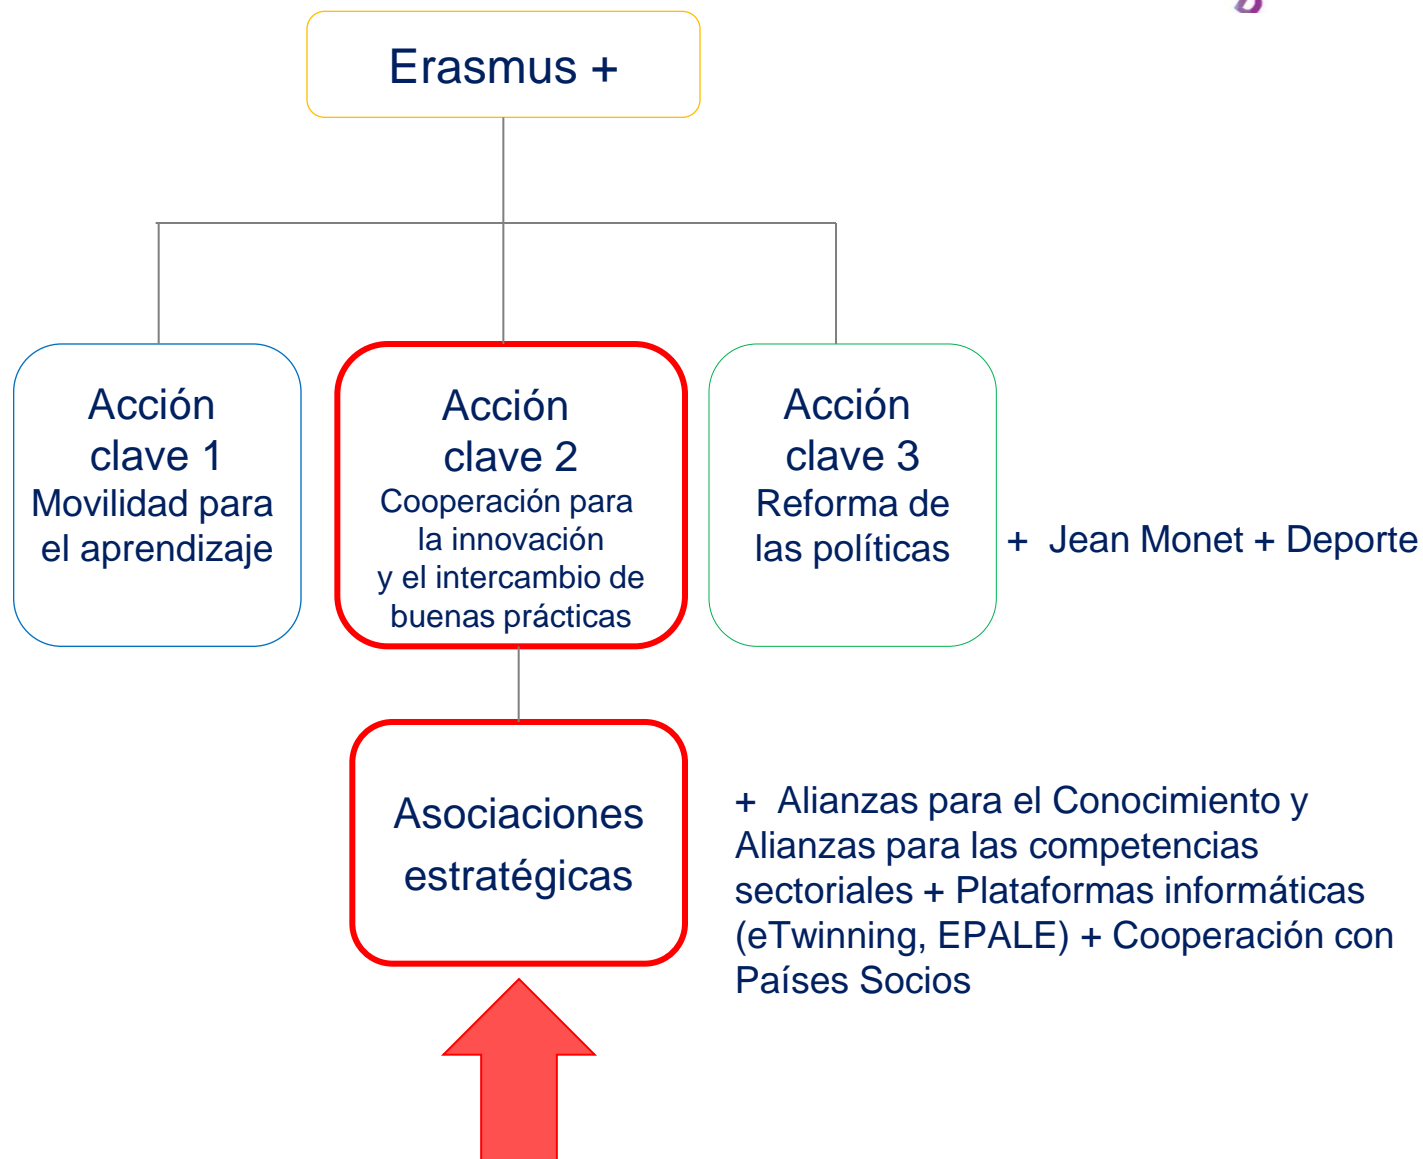 Erasmus +
Acción
clave 1
Movilidad para
el aprendizaje
Acción
clave 2
Cooperación para
la innovación
y el intercambio de
buenas prácticas
Acción
clave 3
Reforma de
las políticas
+ Jean Monet + Deporte
Asociaciones
estratégicas
+ Alianzas para el Conocimiento y
Alianzas para las competencias
sectoriales + Plataformas informáticas
(eTwinning, EPALE) + Cooperación con
Países Socios